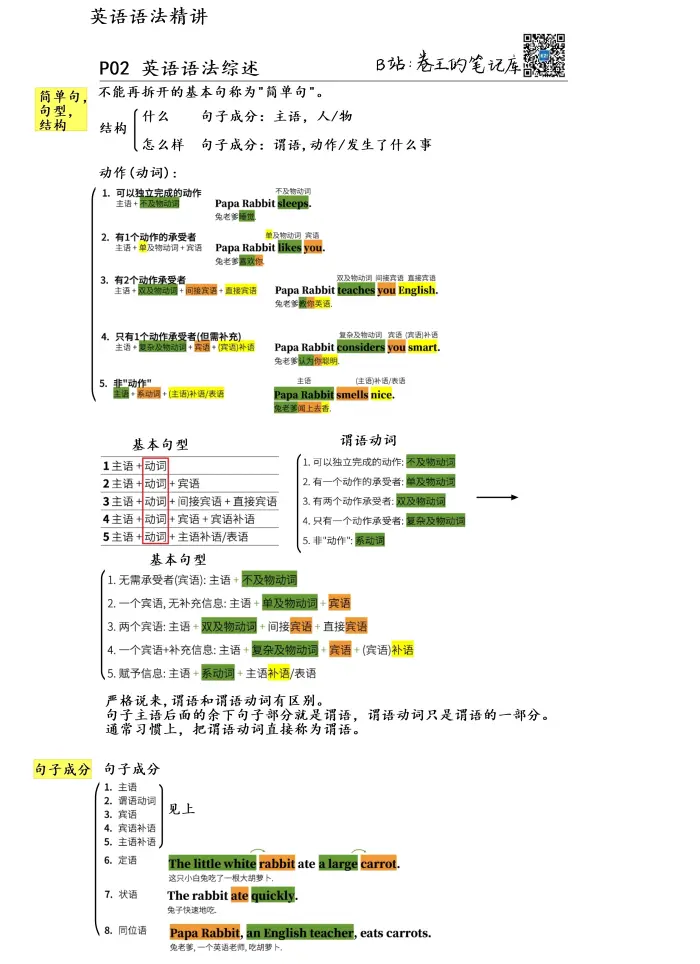 英语语法精讲
P02 英语语法综述
B站:卷王的笔记库
简单句,
句型,
结构
不能再拆开的基本句称为"简单句"。
结构
什么 句子成分:主语,人/物
怎么样 句子成分:谓语,动作/发生了什么事
动作(动词):
1. 可以独立完成的动作
主语 + 不及物动词
不及物动词
Papa Rabbit sleeps.
兔老爹睡觉.
2. 有1个动作的承受者
主语 + 单及物动词 + 宾语
单及物动词 宾语
Papa Rabbit likes you.
兔老爹喜欢你.
3. 有2个动作承受者
主语 + 双及物动词 + 间接宾语 + 直接宾语
双及物动词 间接宾语 直接宾语
Papa Rabbit teaches you English.
兔老爹教你英语.
4. 只有1个动作承受者(但需补充)
主语 + 复杂及物动词 + 宾语 + (宾语)补语
复杂及物动词 宾语 (宾语)补语
Papa Rabbit considers you smart.
兔老爹认为你聪明.
5. 非"动作"
主语 + 系动词 + (主语)补语/表语
主语 (主语)补语/表语
Papa Rabbit smells nice.
兔老爹闻上去香.
基本句型
1 主语 + 动词
2 主语 + 动词 + 宾语
3 主语 + 动词 + 间接宾语 + 直接宾语
4 主语 + 动词 + 宾语 + 宾语补语
5 主语 + 动词 + 主语补语/表语
谓语动词
1. 可以独立完成的动作: 不及物动词
2. 有一个动作的承受者: 单及物动词
3. 有两个动作承受者: 双及物动词
4. 只有一个动作承受者: 复杂及物动词
5. 非"动作": 系动词
基本句型
1. 无需承受者(宾语): 主语 + 不及物动词
2. 一个宾语, 无补充信息: 主语 + 单及物动词 + 宾语
3. 两个宾语: 主语 + 双及物动词 + 间接宾语 + 直接宾语
4. 一个宾语+补充信息: 主语 + 复杂及物动词 + 宾语 + (宾语)补语
5. 赋予信息: 主语 + 系动词 + 主语补语/表语
严格说来,谓语和谓语动词有区别。
句子主语后面的余下句子部分就是谓语,谓语动词只是谓语的一部分。
通常习惯上,把谓语动词直接称为谓语。
句子成分
句子成分
1. 主语
2. 谓语动词
3. 宾语
4. 宾语补语
5. 主语补语
见上
6. 定语 The little white rabbit ate a large carrot.
这只小白兔吃了一根大胡萝卜.
7. 状语 The rabbit ate quickly.
兔子快速地吃.
8. 同位语 Papa Rabbit, an English teacher, eats carrots.
兔老爹, 一个英语老师, 吃胡萝卜.